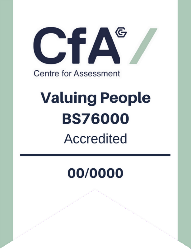 CfA
Centre for Assessment
Valuing People
BS76000
Accredited
00/0000